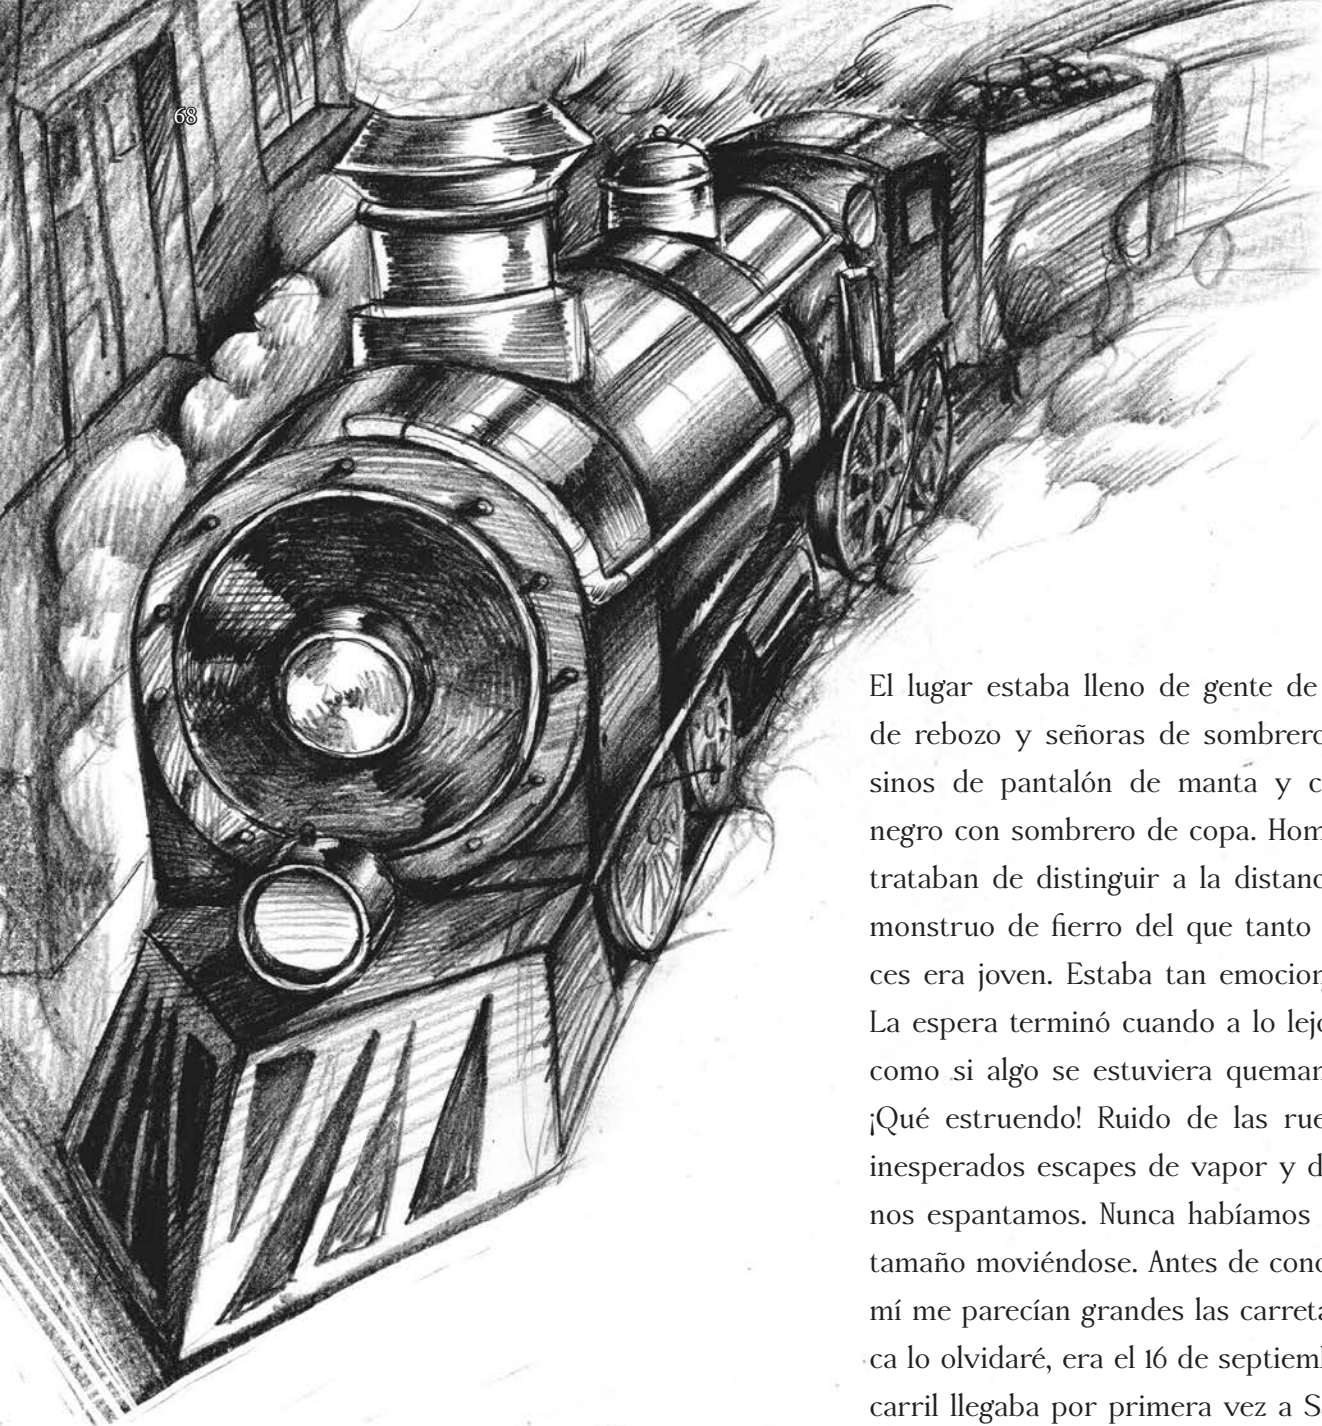 68
El lugar estaba lleno de gente de
de rebozo y señoras de sombrero
sinos de pantalón de manta y c
negro con sombrero de copa. Hom
trataban de distinguir a la distanc
monstruo de fierro del que tanto
ces era joven. Estaba tan emocion
La espera terminó cuando a lo lejo
como si algo se estuviera queman
¡Qué estruendo! Ruido de las rue
inesperados escapes de vapor y d
nos espantamos. Nunca habíamos
tamaño moviéndose. Antes de cono
mí me parecían grandes las carreta
ca lo olvidaré, era el 16 de septiem
carril llegaba por primera vez a S